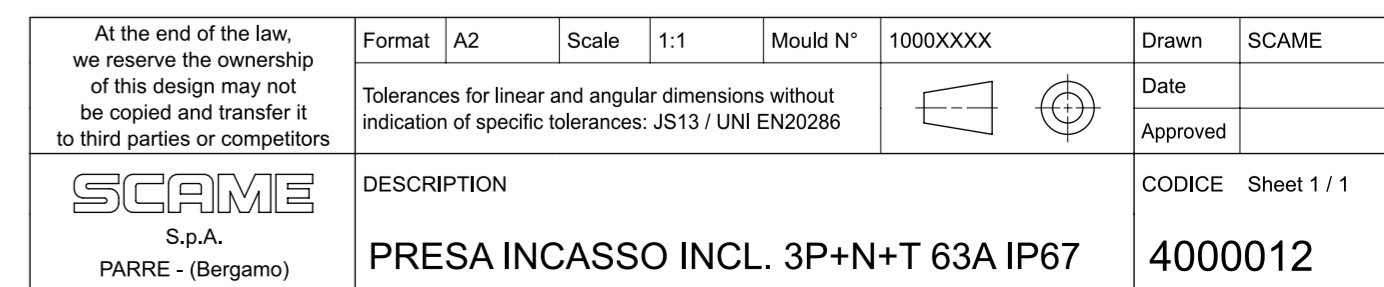 At the end of the law,
we reserve the ownership
of this design may not
be copied and transfer it
to third parties or competitors
Format A2 Scale 1:1 Mould N° 1000XXXX
Tolerances for linear and angular dimensions without
indication of specific tolerances: JS13 / UNI EN20286
Drawn SCAME
Date
Approved
SCAME
S.p.A.
PARRE - (Bergamo)
DESCRIPTION
PRESA INCASSO INCL. 3P+N+T 63A IP67
CODICE Sheet 1 / 1
4000012